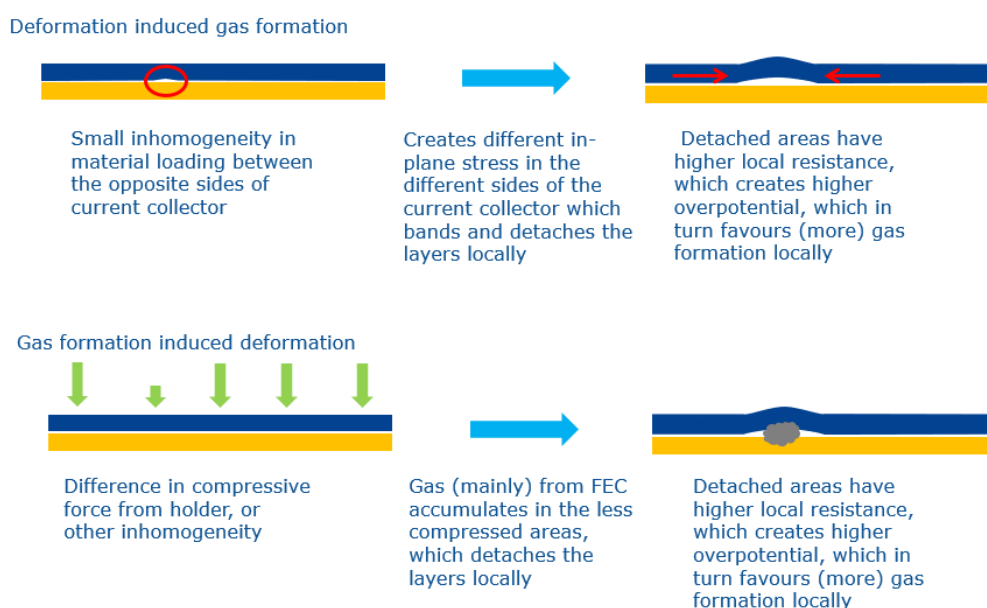 Deformation induced gas formation
Small inhomogeneity in
material loading between
the opposite sides of
current collector
Creates different in-
plane stress in the
different sides of the
current collector which
bands and detaches the
layers locally
Detached areas have
higher local resistance,
which creates higher
overpotential, which in
turn favours (more) gas
formation locally
Gas formation induced deformation
Difference in compressive
force from holder, or
other inhomogeneity
Gas (mainly) from FEC
accumulates in the less
compressed areas,
which detaches the
layers locally
Detached areas have
higher local resistance,
which creates higher
overpotential, which in
turn favours (more) gas
formation locally